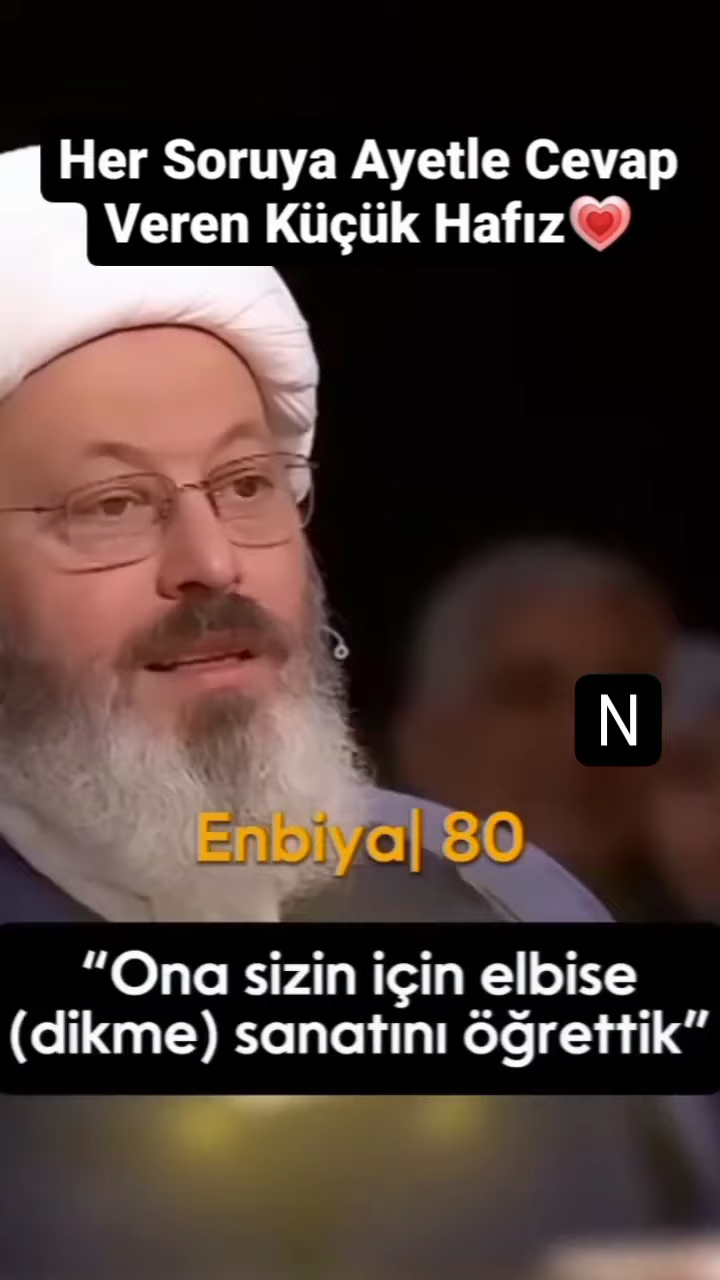 Her Soruya Ayetle Cevap
Veren Küçük Hafız
N
Enbiya| 80
“Ona sizin için elbise
(dikme) sanatını öğrettik”